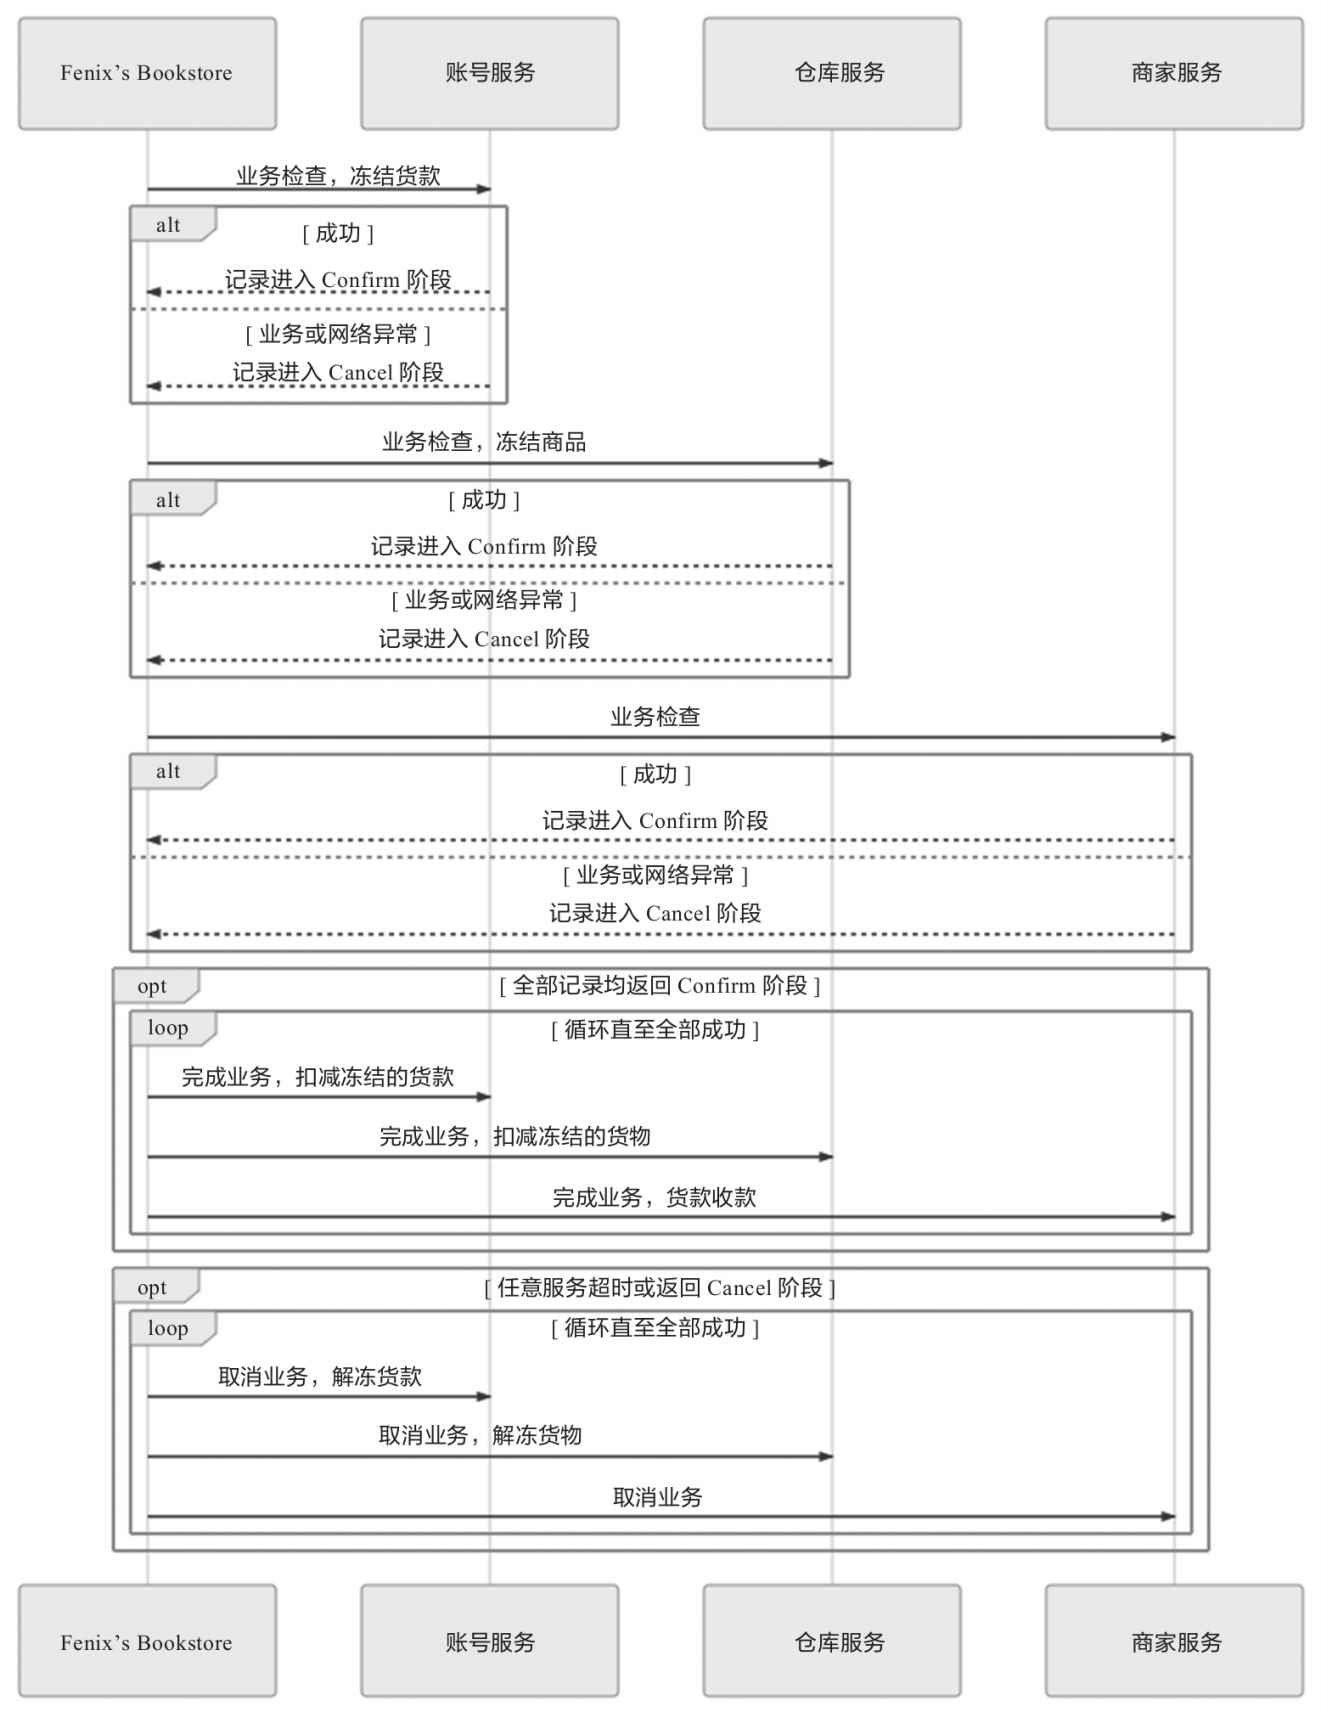 Fenix’s Bookstore
账号服务
仓库服务
商家服务
业务检查，冻结货款
alt
[ 成功 ]
记录进入 Confirm 阶段
[ 业务或网络异常 ]
记录进入 Cancel 阶段
业务检查，冻结商品
alt
[ 成功 ]
记录进入 Confirm 阶段
[ 业务或网络异常 ]
记录进入 Cancel 阶段
业务检查
alt
[ 成功 ]
记录进入 Confirm 阶段
[ 业务或网络异常 ]
记录进入 Cancel 阶段
opt
[ 全部记录均返回 Confirm 阶段 ]
loop
[ 循环直至全部成功 ]
完成业务，扣减冻结的货款
完成业务，扣减冻结的货物
完成业务，货款收款
opt
[ 任意服务超时或返回 Cancel 阶段 ]
loop
[ 循环直至全部成功 ]
取消业务，解冻货款
取消业务，解冻货物
取消业务
Fenix’s Bookstore
账号服务
仓库服务
商家服务